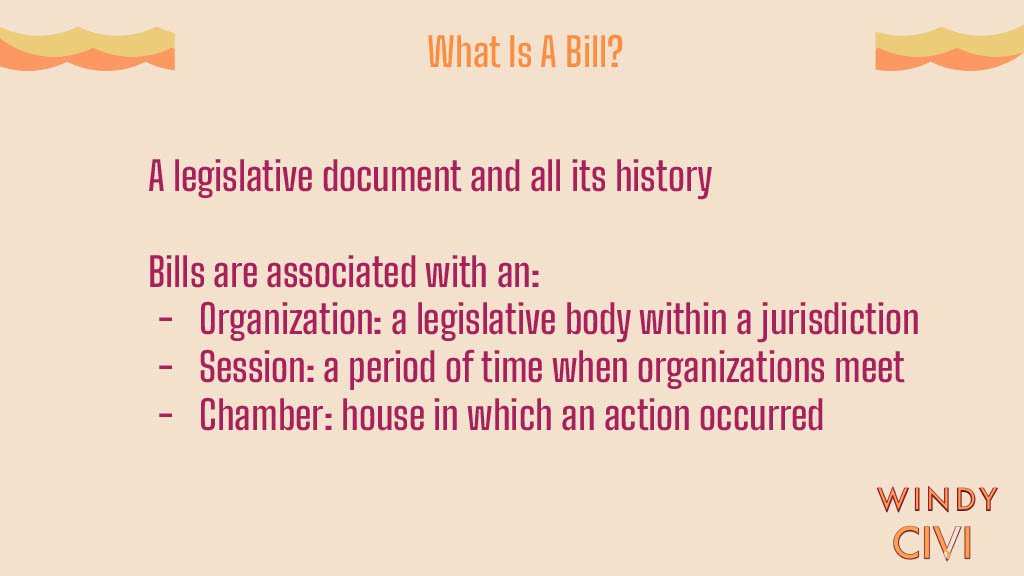 What Is A Bill?
A legislative document and all its history
Bills are associated with an:
- Organization: a legislative body within a jurisdiction
- Session: a period of time when organizations meet
- Chamber: house in which an action occurred
WINDY
CIVI